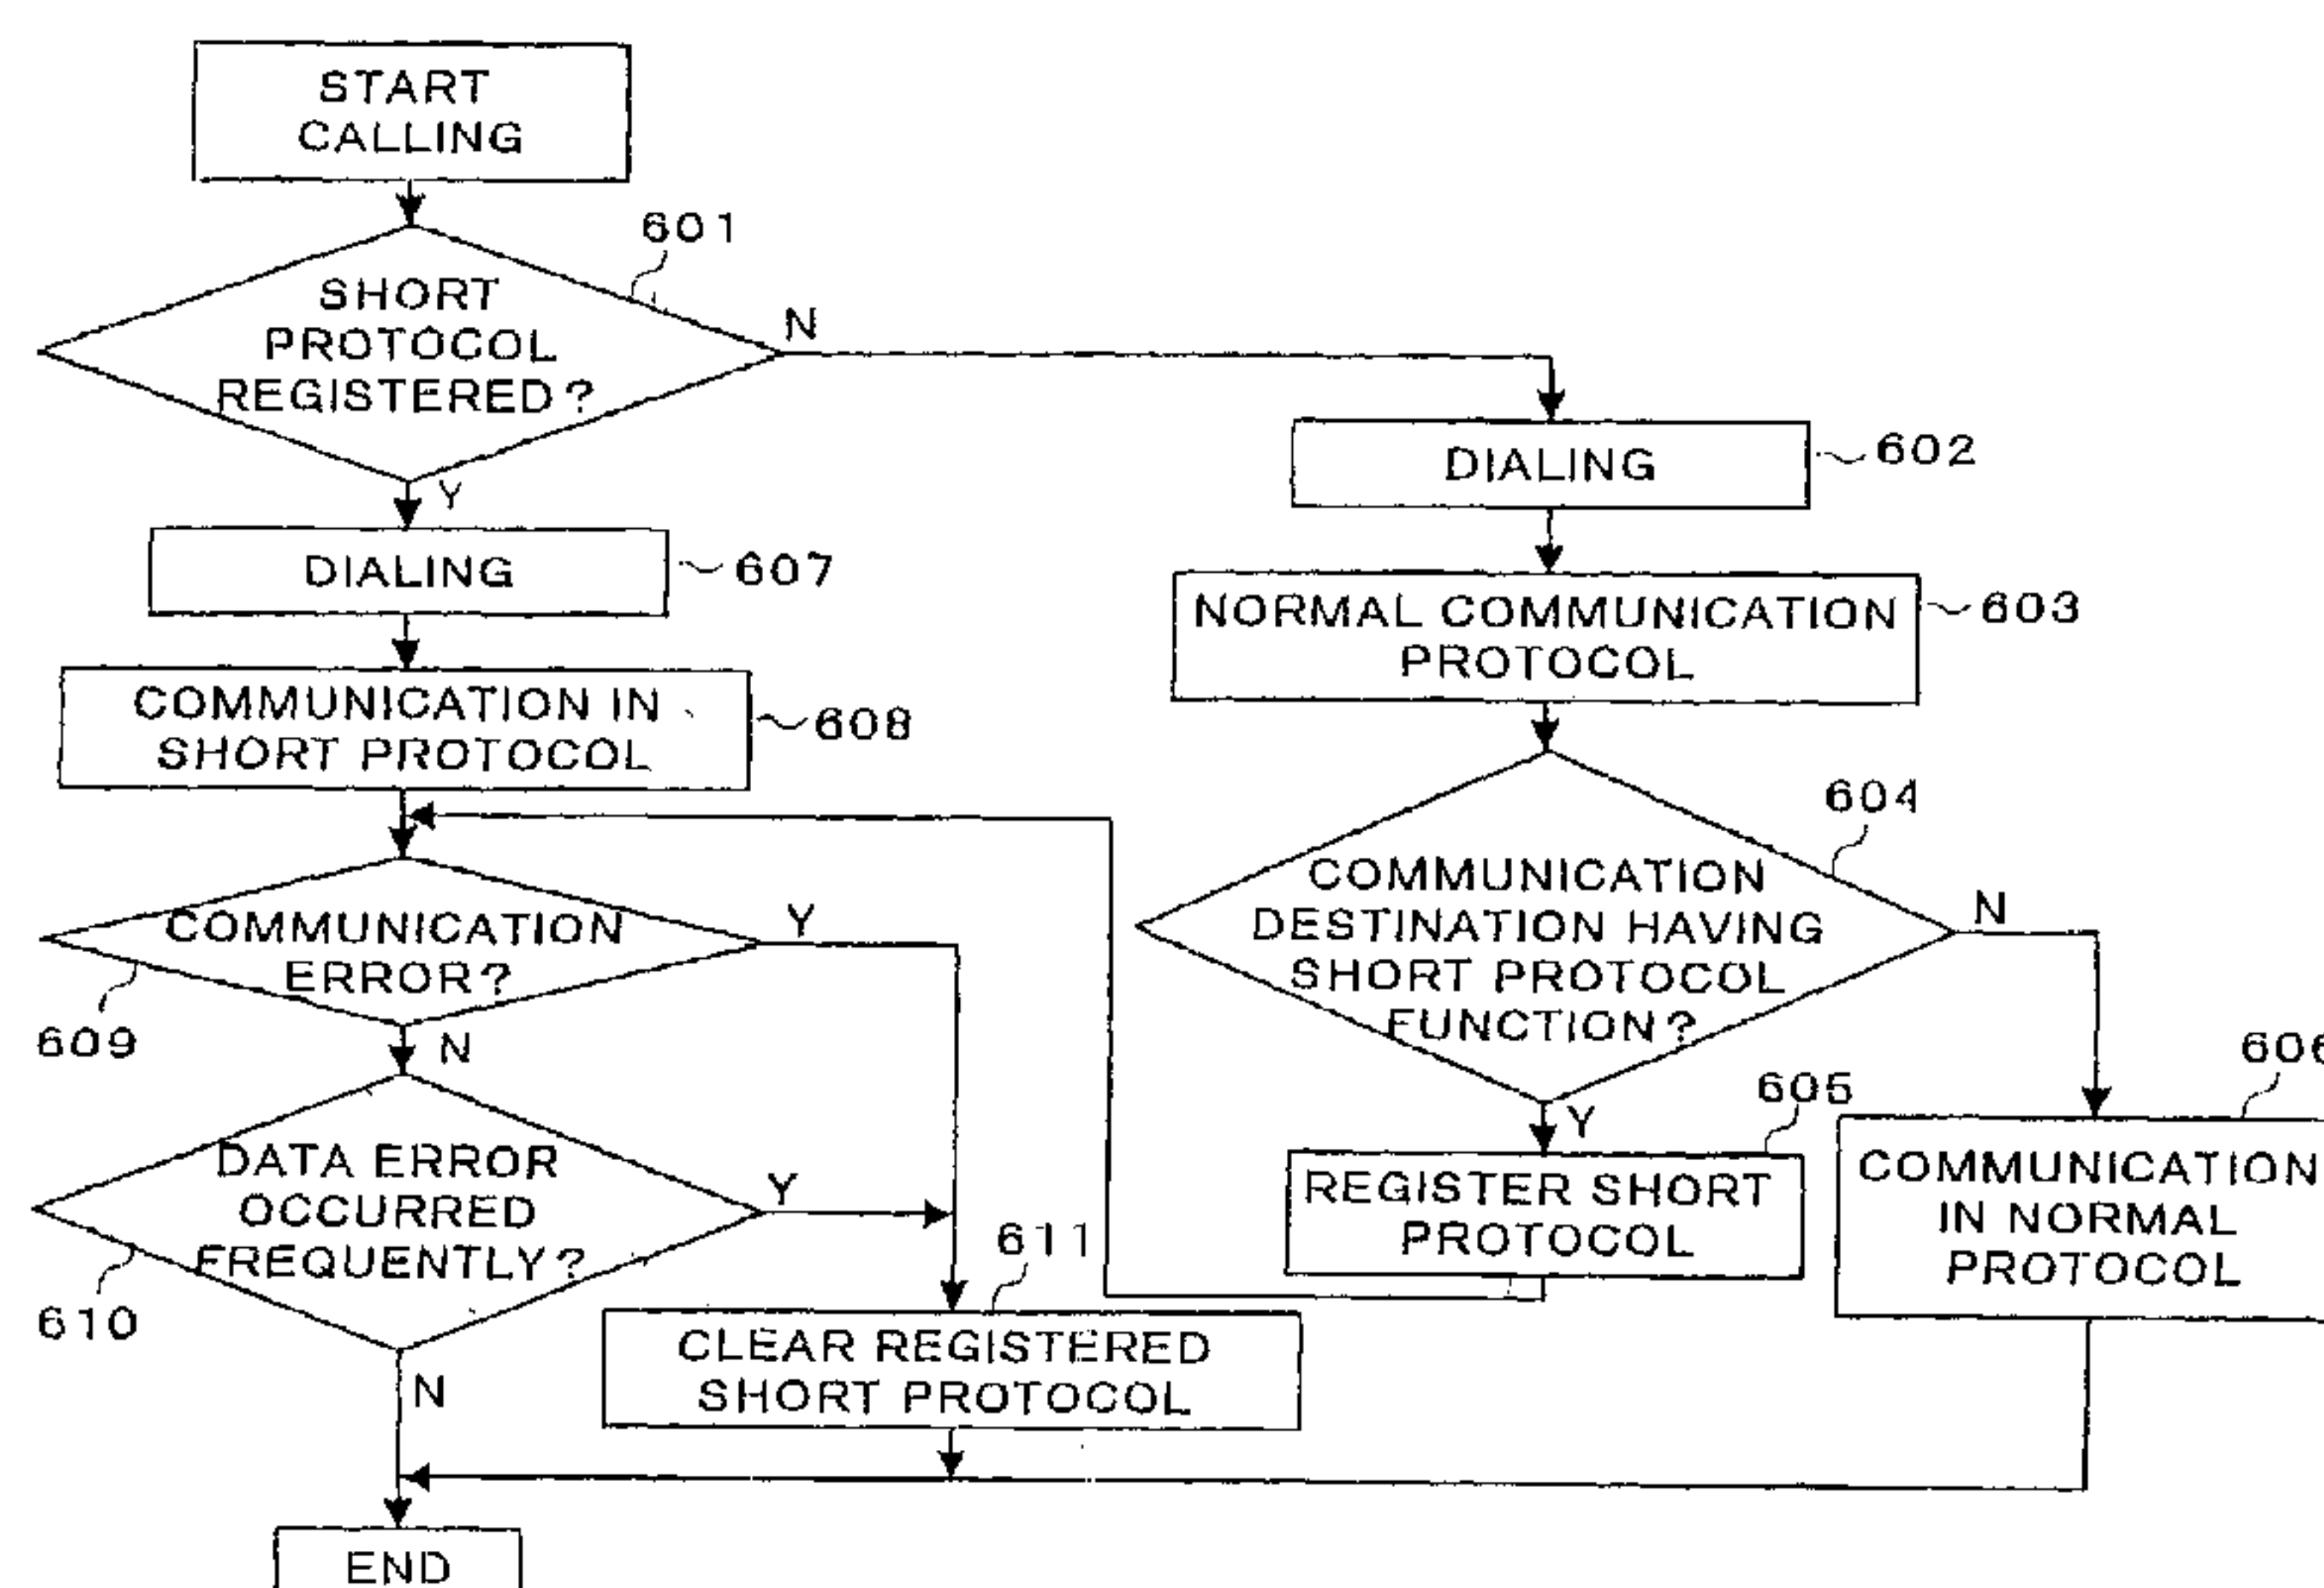 START
CALLING
601
SHORT
PROTOCOL
REGISTERED?
N
Y
DIALING
602
DIALING
607
NORMAL COMMUNICATION
PROTOCOL
603
COMMUNICATION IN
SHORT PROTOCOL
608
604
COMMUNICATION
DESTINATION HAVING
SHORT PROTOCOL
FUNCTION?
N
Y
COMMUNICATION
ERROR?
Y
609
N
606
605
REGISTER SHORT
PROTOCOL
COMMUNICATION
IN NORMAL
PROTOCOL
DATA ERROR
OCCURRED
FREQUENTLY?
Y
610
N
611
CLEAR REGISTERED
SHORT PROTOCOL
END